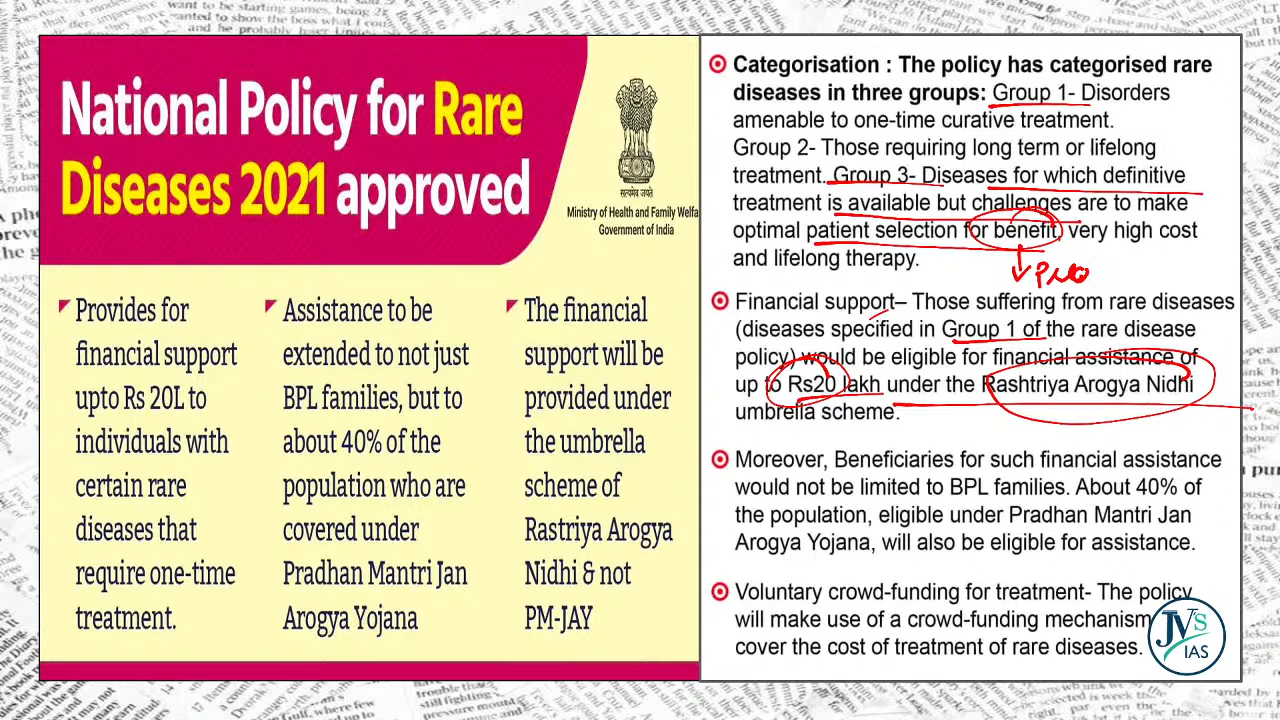 National Policy for Rare
Diseases 2021 approved
सत्यमेव जयते
Ministry of Health and Family Welfa
Government of India
Provides for
financial support
upto Rs 20L to
individuals with
certain rare
diseases that
require one-time
treatment.
Assistance to be
extended to not just
BPL families, but to
about 40% of the
population who are
covered under
Pradhan Mantri Jan
Arogya Yojana
The financial
support will be
provided under
the umbrella
scheme of
Rastriya Arogya
Nidhi & not
PM-JAY
Categorisation : The policy has categorised rare
diseases in three groups: Group 1- Disorders
amenable to one-time curative treatment.
Group 2- Those requiring long term or lifelong
treatment. Group 3- Diseases for which definitive
treatment is available but challenges are to make
optimal patient selection for benefit, very high cost
and lifelong therapy.
Financial support– Those suffering from rare diseases
(diseases specified in Group 1 of the rare disease
policy) would be eligible for financial assistance of
up to Rs20 lakh under the Rashtriya Arogya Nidhi
umbrella scheme.
Moreover, Beneficiaries for such financial assistance
would not be limited to BPL families. About 40% of
the population, eligible under Pradhan Mantri Jan
Arogya Yojana, will also be eligible for assistance.
Voluntary crowd-funding for treatment- The policy
will make use of a crowd-funding mechanism
cover the cost of treatment of rare diseases.
JV'S
IAS